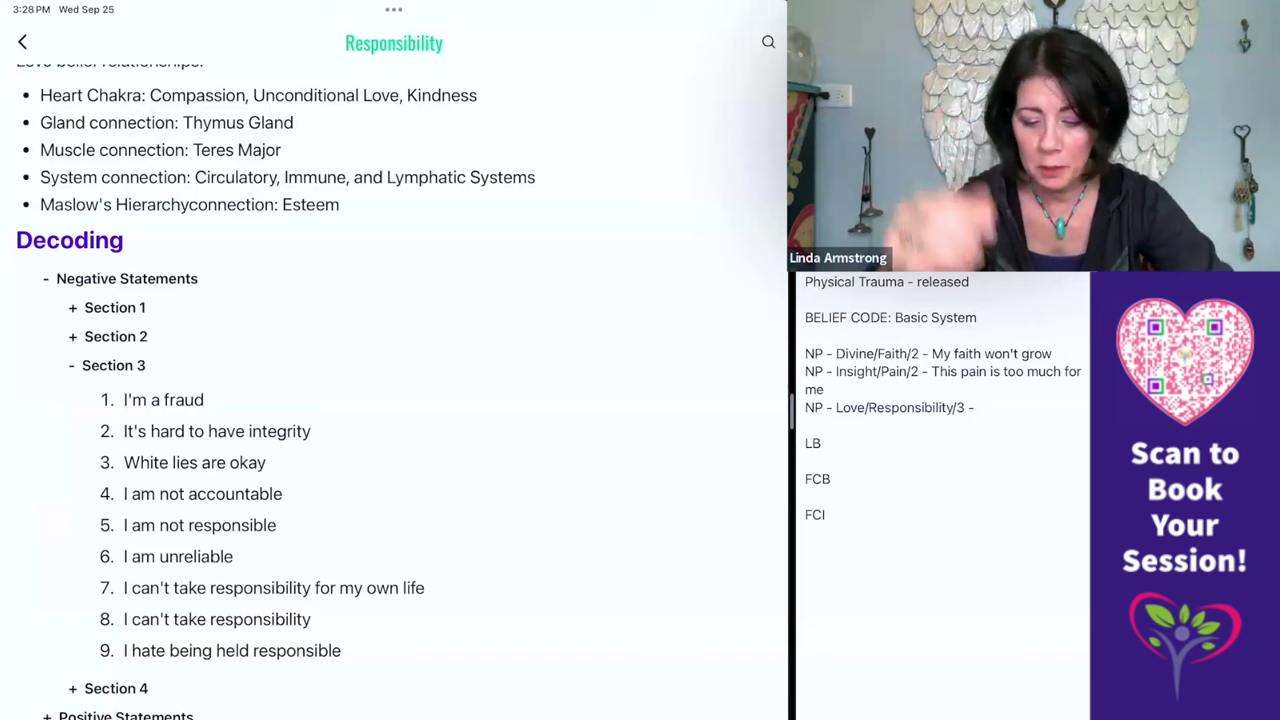 3:28 PM Wed Sep 25
Responsibility
Love belief relationships:
• Heart Chakra: Compassion, Unconditional Love, Kindness
• Gland connection: Thymus Gland
• Muscle connection: Teres Major
• System connection: Circulatory, Immune, and Lymphatic Systems
• Maslow's Hierarchyconnection: Esteem
Decoding
- Negative Statements
+ Section 1
+ Section 2
- Section 3
1. I'm a fraud
2. It's hard to have integrity
3. White lies are okay
4. I am not accountable
5. I am not responsible
6. I am unreliable
7. I can't take responsibility for my own life
8. I can't take responsibility
9. I hate being held responsible
+ Section 4
+ Positive Statements
Linda Armstrong
Physical Trauma - released
BELIEF CODE: Basic System
NP - Divine/Faith/2 - My faith won't grow
NP - Insight/Pain/2 - This pain is too much for
me
NP - Love/Responsibility/3 -
LB
FCB
FCI
Scan to
Book
Your
Session!